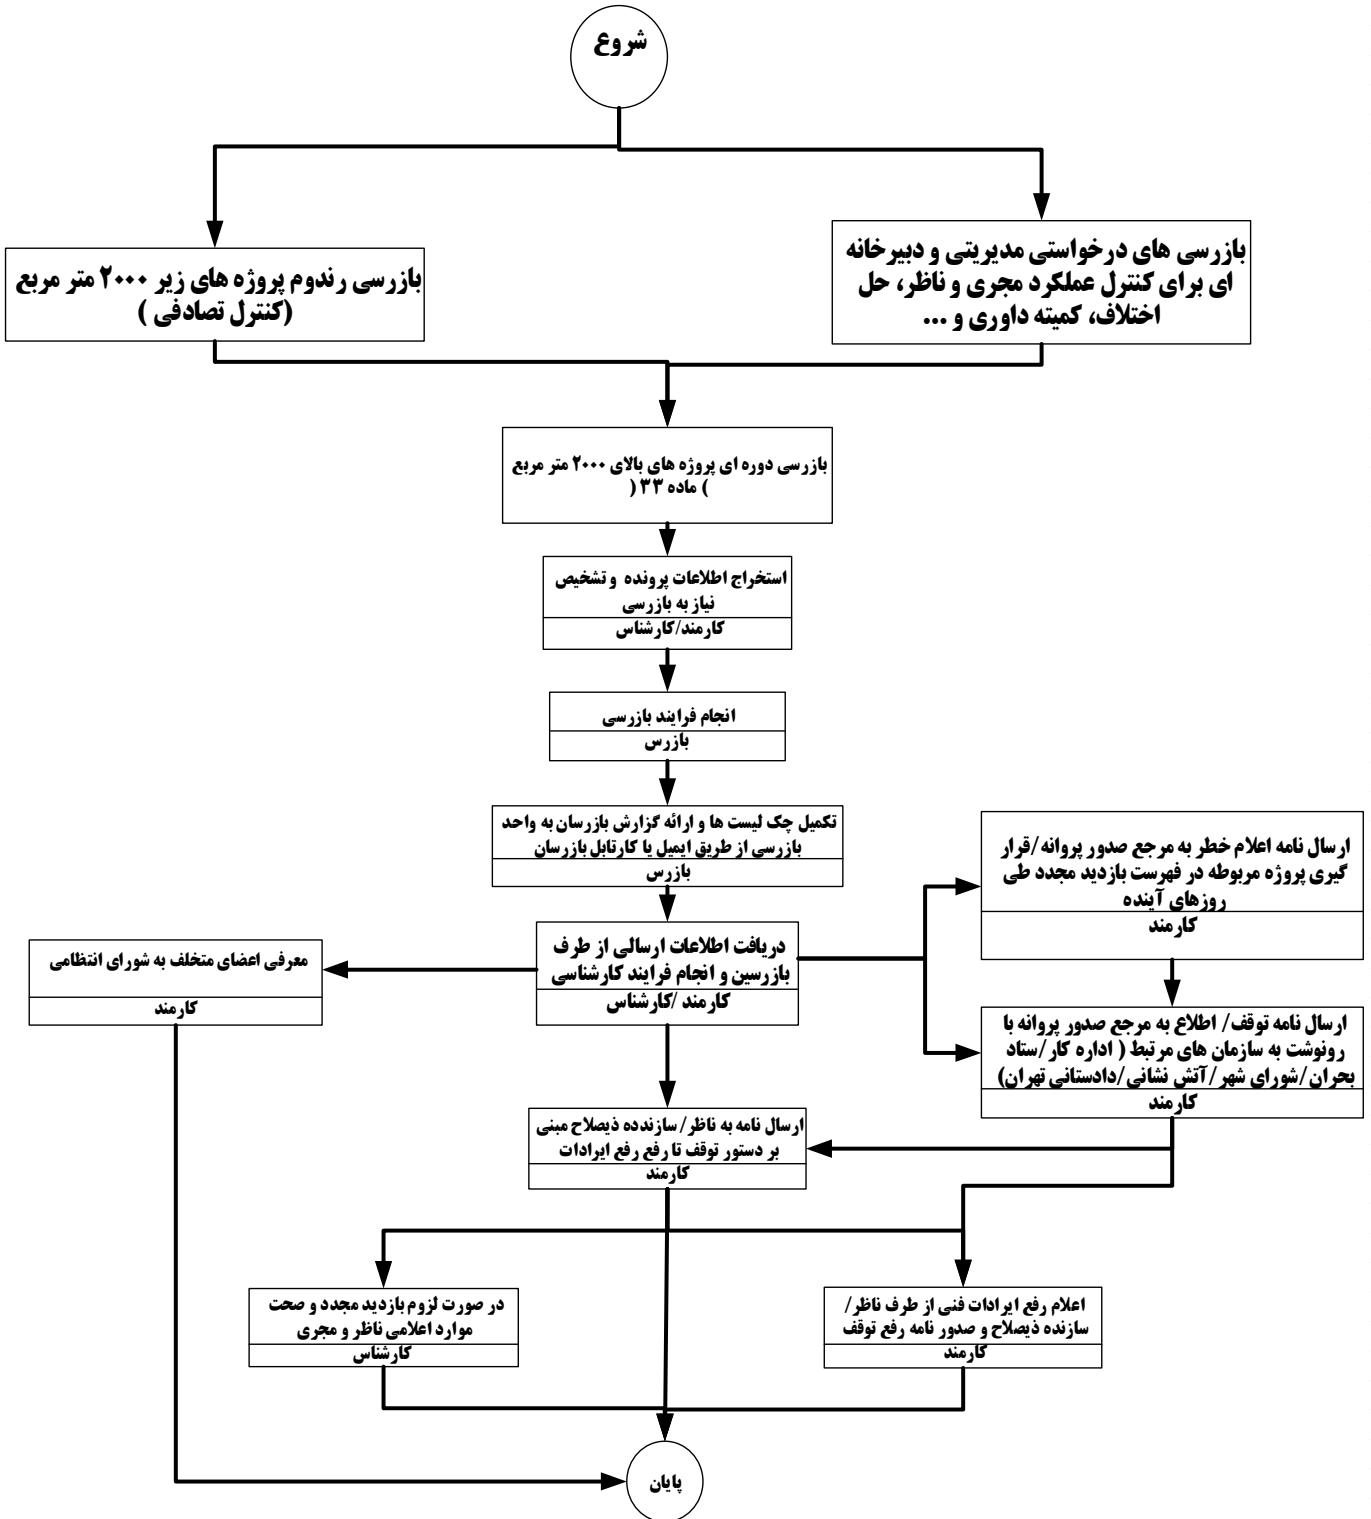 شروع
بازرسی های درخواستی مدیریتی و دبیرخانه
ای برای کنترل عملکرد مجری و ناظر، حل
اختلاف، کمیته داوری و ...
بازرسی رندوم پروژه های زیر ۲۰۰۰ متر مربع
(کنترل تصادفی )
بازرسی دوره ای پروژه های بالای ۲۰۰۰ متر مربع
) ماده ۳۳ (
استخراج اطلاعات پرونده و تشخیص
نیاز به بازرسی
کارمند/کارشناس
انجام فرایند بازرسی
بازرس
تکمیل چک لیست ها و ارائه گزارش بازرسان به واحد
بازرسی از طریق ایمیل یا کارتابل بازرسان
بازرس
ارسال نامه اعلام خطر به مرجع صدور پروانه/قرار
گیری پروژه مربوطه در فهرست بازدید مجدد طی
روزهای آینده
کارمند
دریافت اطلاعات ارسالی از طرف
بازرسین و انجام فرایند کارشناسی
کارمند /کارشناس
معرفی اعضای متخلف به شورای انتظامی
کارمند
ارسال نامه توقف/ اطلاع به مرجع صدور پروانه با
رونوشت به سازمان های مرتبط ( اداره کار/ستاد
بحران/شورای شهر/آتش نشانی/دادستانی تهران)
کارمند
ارسال نامه به ناظر/ سازندده ذیصلاح مبنی
بر دستور توقف تا رفع رفع ایرادات
کارمند
اعلام رفع ایرادات فنی از طرف ناظر/
سازنده ذیصلاح و صدور نامه رفع توقف
کارمند
در صورت لزوم بازدید مجدد و صحت
موارد اعلامی ناظر و مجری
کارشناس
پایان